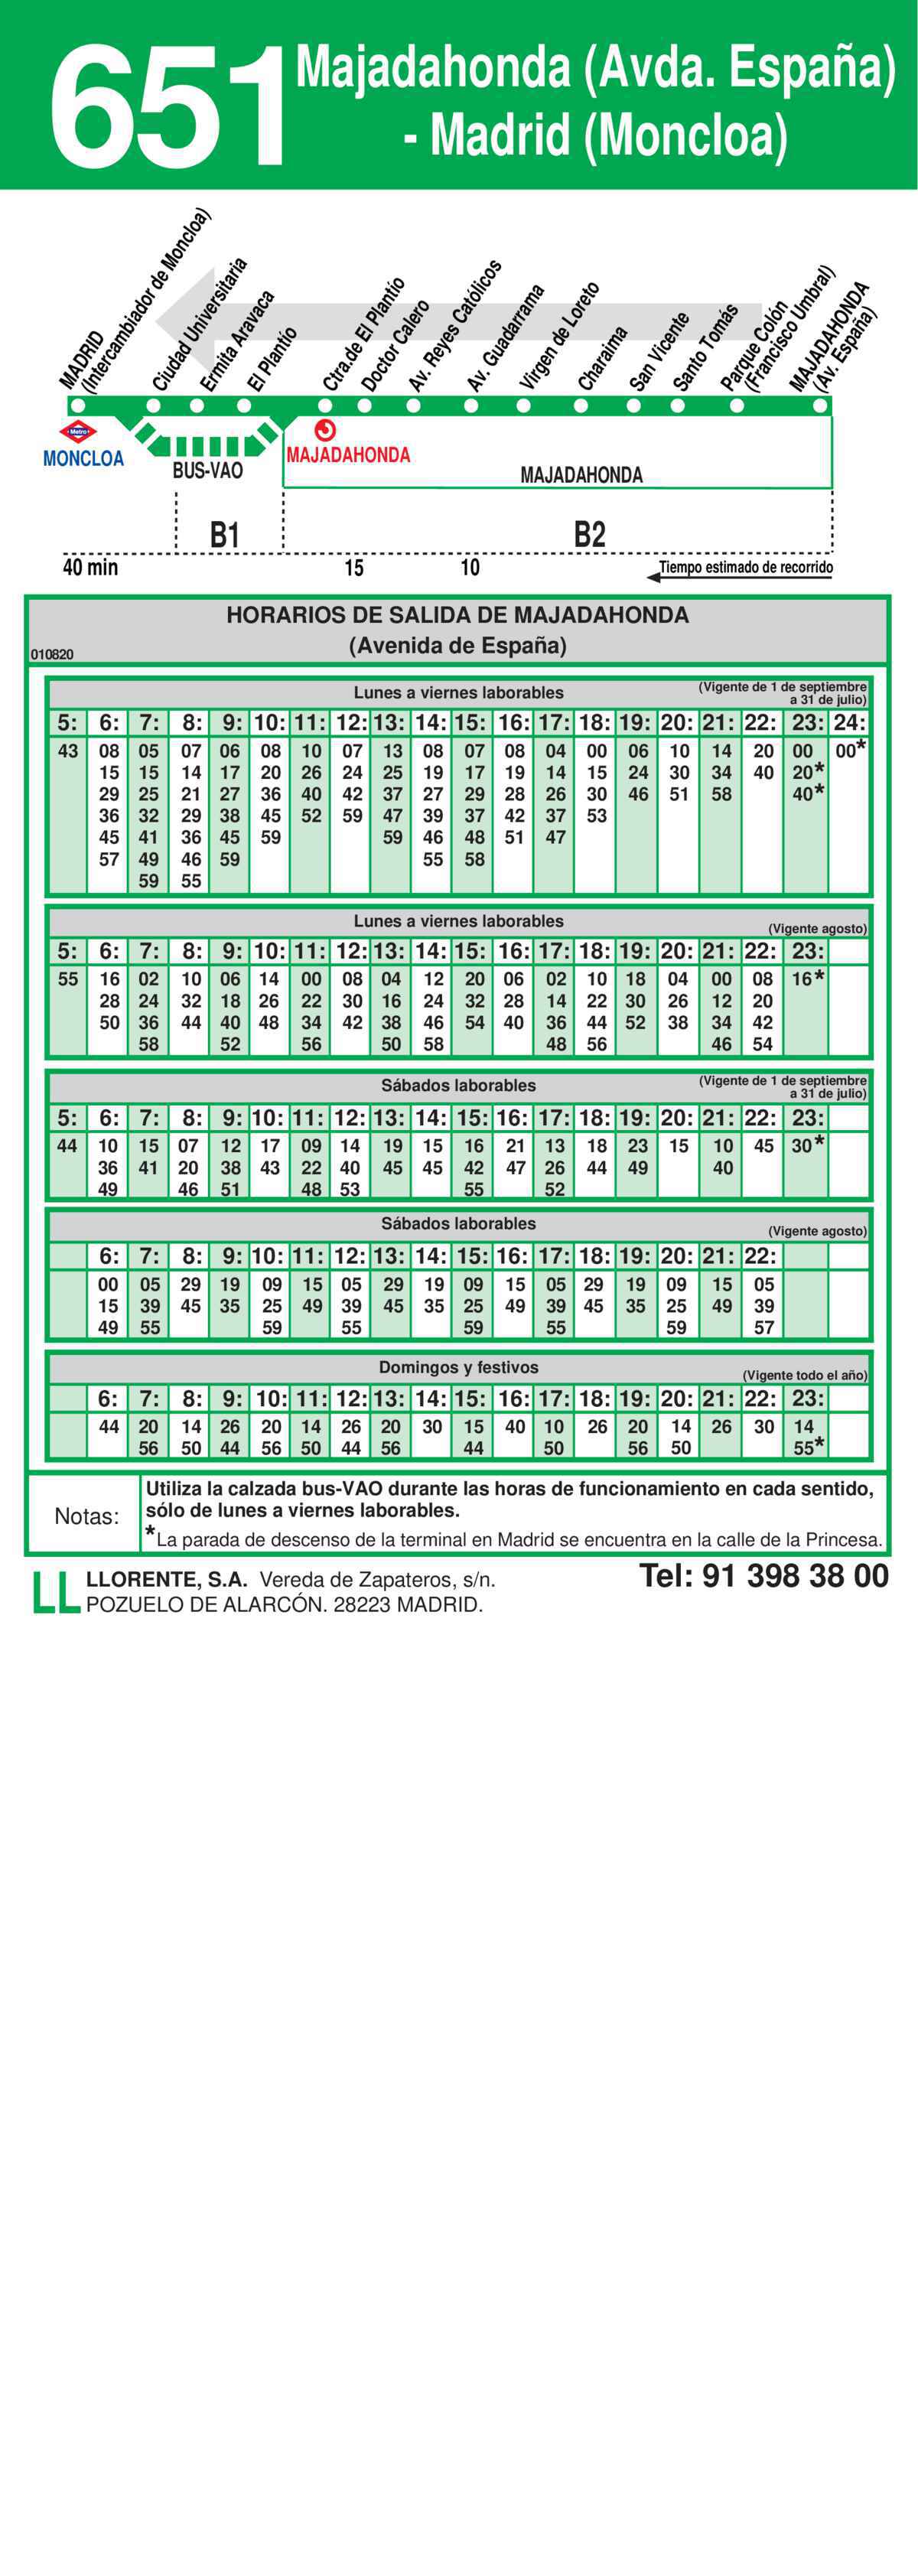 651 Majadahonda (Avda. España)
- Madrid (Moncloa)
MADRID
(Intercambiador de Moncloa)
Ciudad Universitaria
Ermita Aravaca
El Plantío
Ctra.de El Plantío
Doctor Calero
Av. Reyes Católicos
Av. Guadarrama
Virgen de Loreto
Charaima
San Vicente
Santo Tomás
Parque Colón
(Francisco Umbral)
MAJADAHONDA
(Av. España)
Metro
MONCLOA
BUS-VAO
MAJADAHONDA
MAJADAHONDA
B1 B2
40 min 15 10 Tiempo estimado de recorrido
HORARIOS DE SALIDA DE MAJADAHONDA
(Avenida de España)
010820
Lunes a viernes laborables (Vigente de 1 de septiembre
a 31 de julio)
5: 6: 7: 8: 9: 10: 11: 12: 13: 14: 15: 16: 17: 18: 19: 20: 21: 22: 23: 24:
43 08 05 07 06 08 10 07 13 08 07 08 04 00 06 10 14 20 00 00*
15 15 14 17 20 26 24 25 19 17 19 14 15 24 30 34 40 20*
29 25 21 27 36 40 42 37 27 29 28 26 30 46 51 58 40*
36 32 29 38 45 52 59 47 39 37 42 37 53
45 41 36 45 59 59 46 48 51 47
57 49 46 59 55 58
59 55
Lunes a viernes laborables (Vigente agosto)
5: 6: 7: 8: 9: 10: 11: 12: 13: 14: 15: 16: 17: 18: 19: 20: 21: 22: 23:
55 16 02 10 06 14 00 08 04 12 20 06 02 10 18 04 00 08 16*
28 24 32 18 26 22 30 16 24 32 28 14 22 30 26 12 20
50 36 44 40 48 34 42 38 46 54 40 36 44 52 38 34 42
58 52 56 50 58 48 56 46 54
Sábados laborables (Vigente de 1 de septiembre
a 31 de julio)
5: 6: 7: 8: 9: 10: 11: 12: 13: 14: 15: 16: 17: 18: 19: 20: 21: 22: 23:
44 10 15 07 12 17 09 14 19 15 16 21 13 18 23 15 10 45 30*
36 41 20 38 43 22 40 45 45 42 47 26 44 49 40
49 46 51 48 53 55 52
Sábados laborables (Vigente agosto)
6: 7: 8: 9: 10: 11: 12: 13: 14: 15: 16: 17: 18: 19: 20: 21: 22:
00 05 29 19 09 15 05 29 19 09 15 05 29 19 09 15 05
15 39 45 35 25 49 39 45 35 25 49 39 45 35 25 49 39
49 55 59 55 59 55 59 57
Domingos y festivos (Vigente todo el año)
6: 7: 8: 9: 10: 11: 12: 13: 14: 15: 16: 17: 18: 19: 20: 21: 22: 23:
44 20 14 26 20 14 26 20 30 15 40 10 26 20 14 26 30 14
56 50 44 56 50 44 56 44 50 56 50 55*
Notas:
Utiliza la calzada bus-VAO durante las horas de funcionamiento en cada sentido,
sólo de lunes a viernes laborables.
*La parada de descenso de la terminal en Madrid se encuentra en la calle de la Princesa.
LL LLORENTE, S.A. Vereda de Zapateros, s/n. Tel: 91 398 38 00
POZUELO DE ALARCÓN. 28223 MADRID.